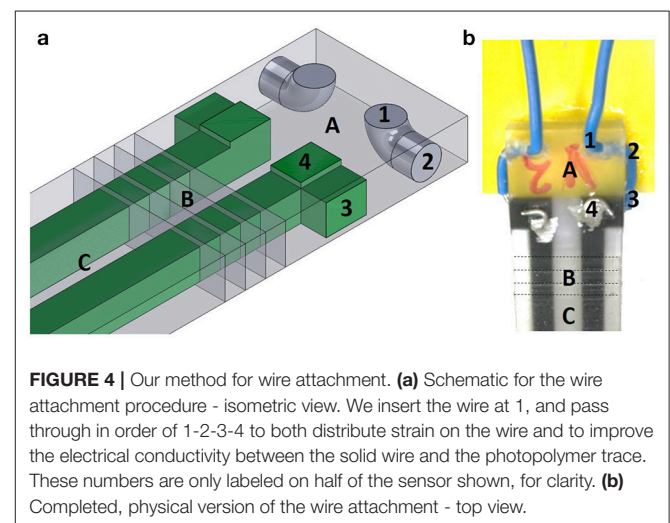 a
b
1
A
2
4
3
B
C
1
2
A
3
4
B
C
FIGURE 4 | Our method for wire attachment. (a) Schematic for the wire
attachment procedure - isometric view. We insert the wire at 1, and pass
through in order of 1-2-3-4 to both distribute strain on the wire and to improve
the electrical conductivity between the solid wire and the photopolymer trace.
These numbers are only labeled on half of the sensor shown, for clarity. (b)
Completed, physical version of the wire attachment - top view.